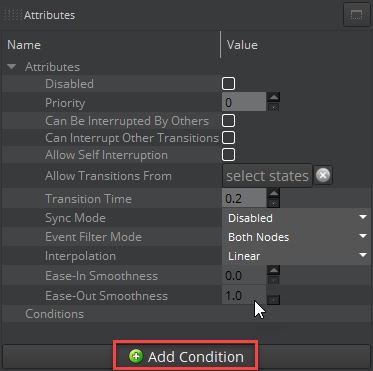 Attributes
Name Value
Attributes
Disabled
Priority 0
Can Be Interrupted By Others
Can Interrupt Other Transitions
Allow Self Interruption
Allow Transitions From select states
Transition Time 0.2
Sync Mode Disabled
Event Filter Mode Both Nodes
Interpolation Linear
Ease-In Smoothness 0.0
Ease-Out Smoothness 1.0
Conditions
Add Condition